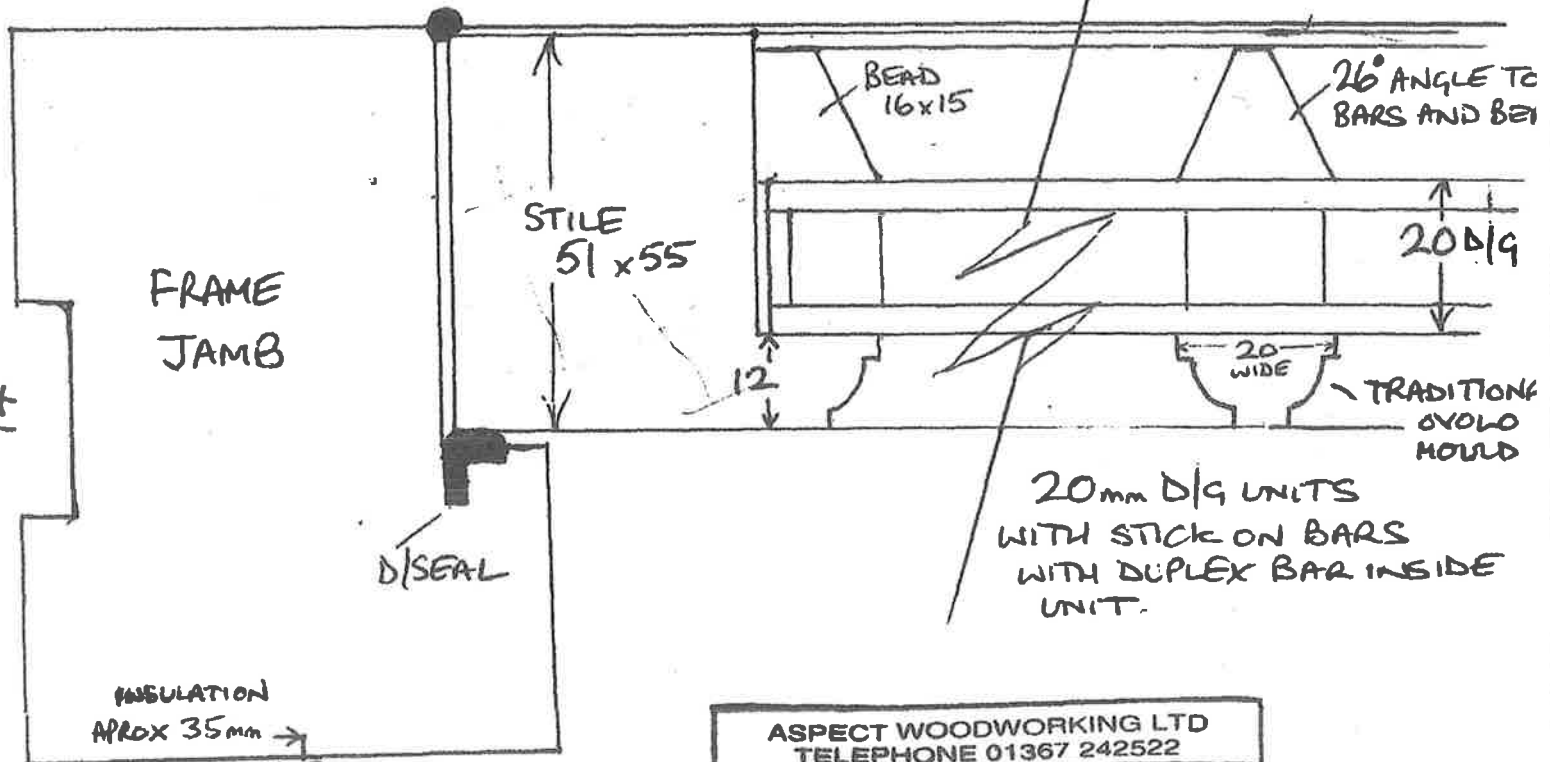 BEAD
16x15
26° ANGLE TO
BARS AND
STILE
51 x 55
20 D/G
FRAME
JAMB
12
20
WIDE
OVOLO
MOULD
20mm D/G UNITS
WITH STICK ON BARS
WITH DUPLEX BAR INSIDE
UNIT.
D/SEAL
INSULATION
APROX 35mm
ASPECT WOODWORKING LTD
TELEPHONE 01367 242522